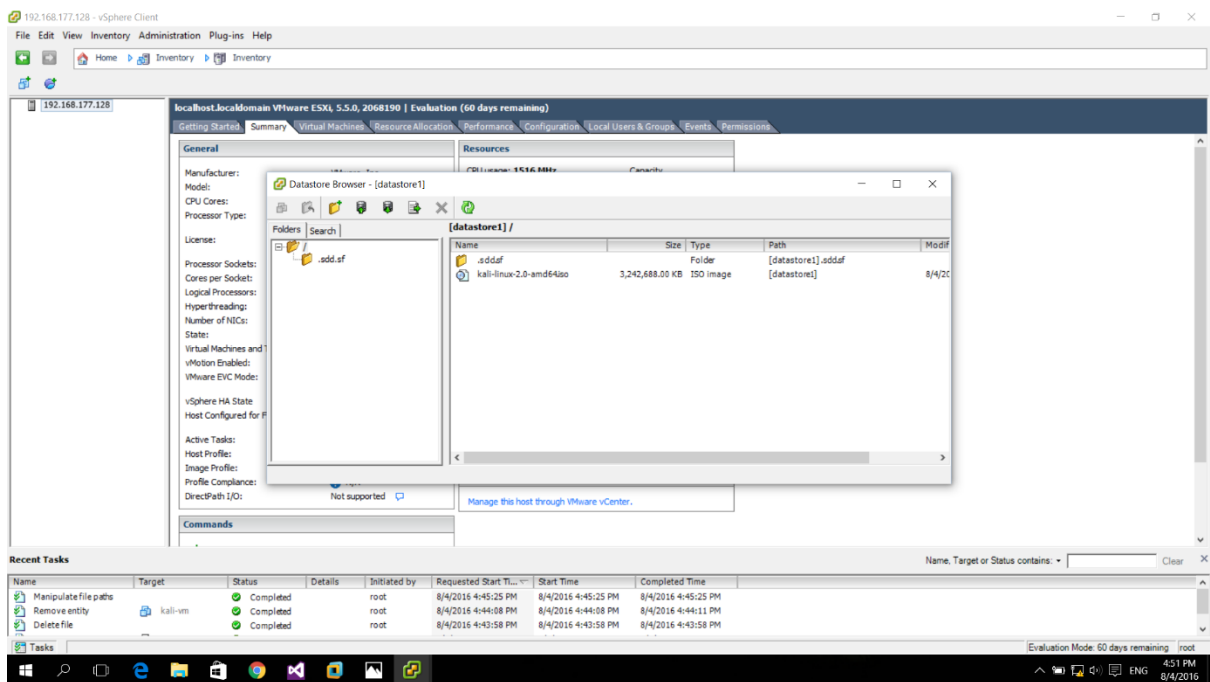 192.168.177.128 - vSphere Client
File Edit View Inventory Administration Plug-ins Help
Home Inventory Inventory
192.168.177.128
localhost.localdomain VMware ESXi, 5.5.0, 2068190 | Evaluation (60 days remaining)
Getting Started Summary Virtual Machines Resource Allocation Performance Configuration Local Users & Groups Events Permissions
General
Resources
Manufacturer:
CPU usage: 1516 MHz Capacity
Model:
CPU Cores:
Processor Type:
License:
Processor Sockets:
Cores per Socket:
Logical Processors:
Hyperthreading:
Number of NICs:
State:
Virtual Machines and
vMotion Enabled:
VMware EVC Mode:
vSphere HA State
Host Configured for F
Active Tasks:
Host Profile:
Image Profile:
Profile Compliance:
DirectPath I/O: Not supported
Manage this host through VMware vCenter.
Commands
Datastore Browser - [datastore1]
Folders Search
[datastore1] /
/
.sdd.sf
Name Size Type Path Modif
.sdd.sf Folder [datastore1] .sdd.sf
kali-linux-2.0-amd64.iso 3,242,688.00 KB ISO image [datastore1] 8/4/20
Recent Tasks
Name, Target or Status contains: Clear
Name Target Status Details Initiated by Requested Start Ti... Start Time Completed Time
Manipulate file paths Completed root 8/4/2016 4:45:25 PM 8/4/2016 4:45:25 PM 8/4/2016 4:45:25 PM
Remove entity kali-vm Completed root 8/4/2016 4:44:08 PM 8/4/2016 4:44:08 PM 8/4/2016 4:44:11 PM
Delete file Completed root 8/4/2016 4:43:58 PM 8/4/2016 4:43:58 PM 8/4/2016 4:43:58 PM
Tasks
Evaluation Mode: 60 days remaining root
ENG
4:51 PM
8/4/2016